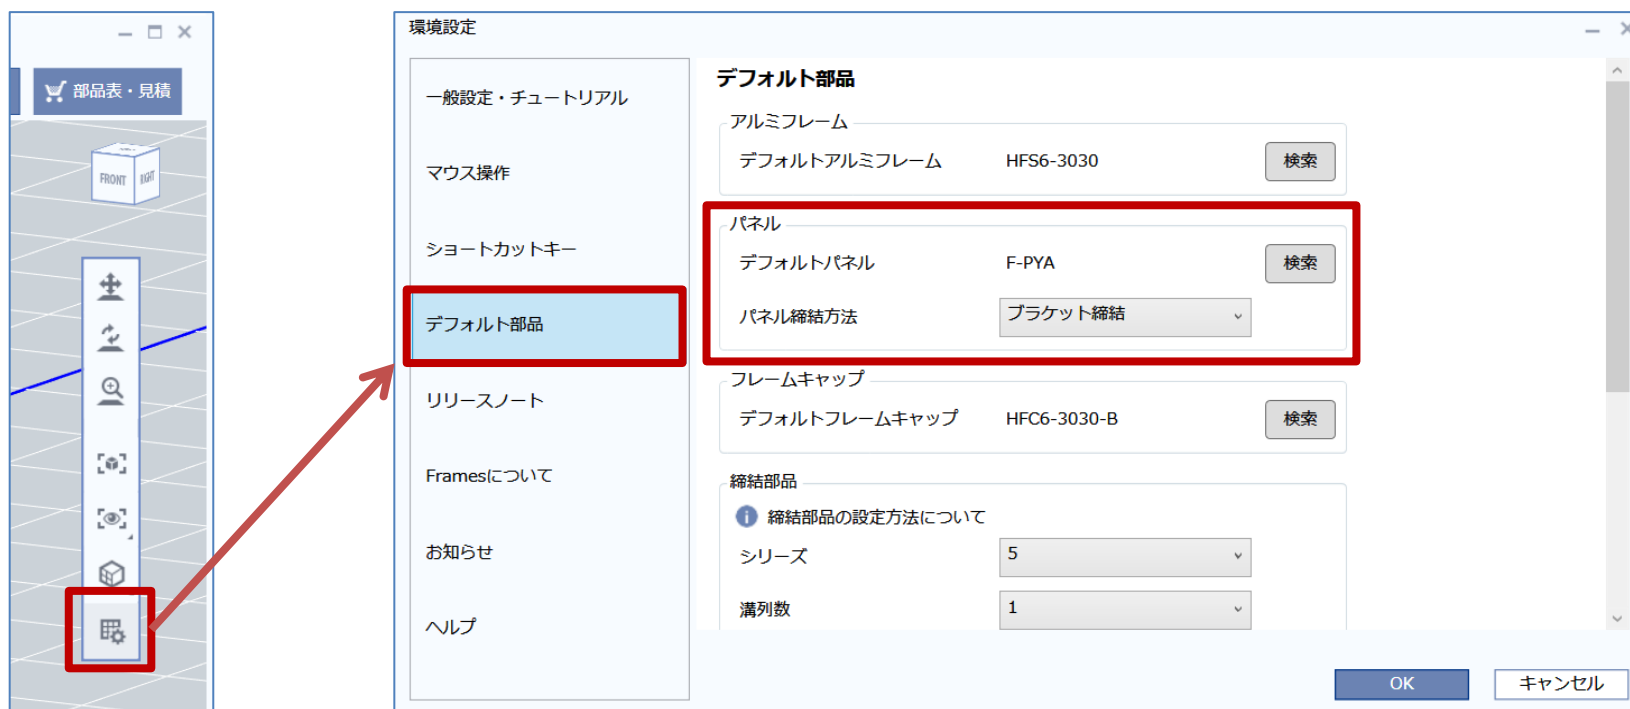 部品表・見積
FRONT
RIGHT
環境設定
一般設定・チュートリアル
マウス操作
ショートカットキー
デフォルト部品
リリースノート
Framesについて
お知らせ
ヘルプ
デフォルト部品
アルミフレーム
デフォルトアルミフレーム HFS6-3030 検索
パネル
デフォルトパネル F-PYA 検索
パネル締結方法 ブラケット締結
フレームキャップ
デフォルトフレームキャップ HFC6-3030-B 検索
締結部品
締結部品の設定方法について
シリーズ 5
溝列数 1
OK キャンセル